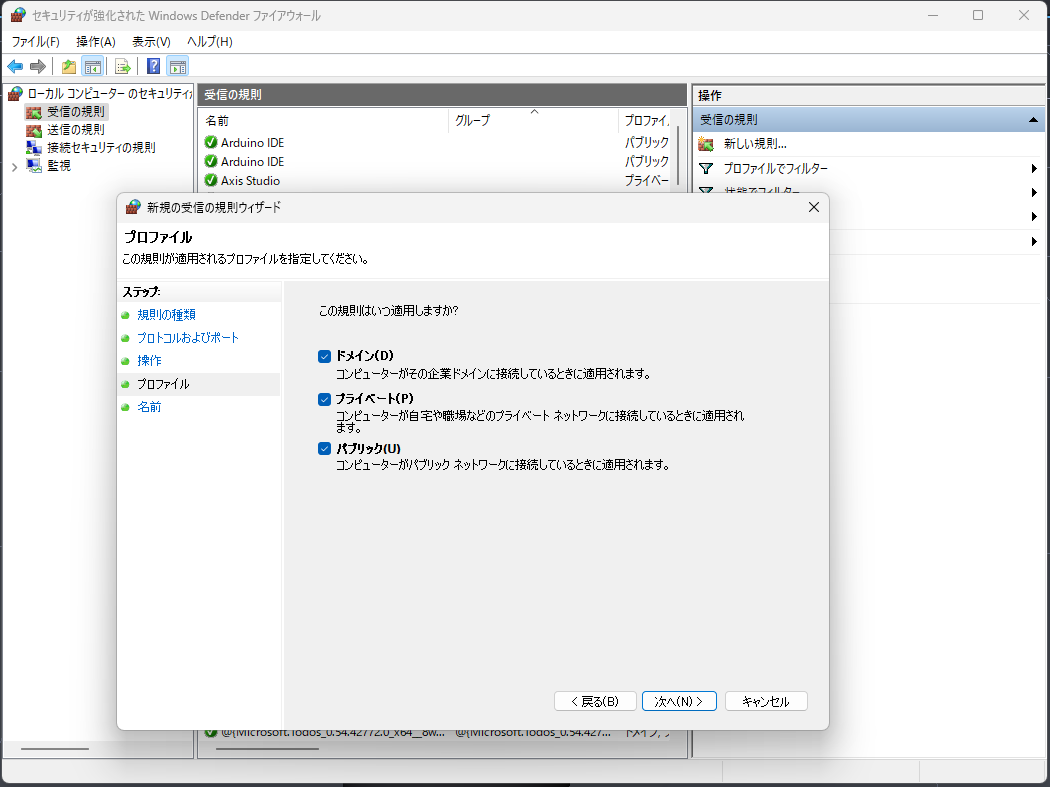 セキュリティが強化された Windows Defender ファイアウォール
ファイル(F) 操作(A) 表示(V) ヘルプ(H)
ローカル コンピューター のセキュリティ
受信の規則
送信の規則
接続セキュリティの規則
監視
受信の規則
名前 グループ プロファイ
Arduino IDE パブリック
Arduino IDE パブリック
Axis Studio プライベー
操作
受信の規則
新しい規則...
プロファイルでフィルター
状態でフィルター
新規の受信の規則ウィザード
プロファイル
この規則が適用されるプロファイルを指定してください。
ステップ:
規則の種類
プロトコルおよびポート
操作
プロファイル
名前
この規則はいつ適用しますか?
ドメイン(D)
コンピューターがその企業ドメインに接続しているときに適用されます。
プライベート(P)
コンピューターが自宅や職場などのプライベート ネットワークに接続しているときに適用され
ます。
パブリック(U)
コンピューターがパブリック ネットワークに接続しているときに適用されます。
< 戻る(B) 次へ(N) > キャンセル
@{Microsoft.Todos_0.54.42772.0_x64__8w... @{Microsoft.Todos_0.54.427... ドメイン, プ